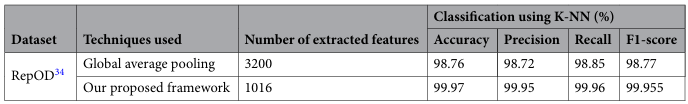 Classification using K-NN (%)
Dataset Techniques used Number of extracted features Accuracy Precision Recall F1-score
RepOD34
Global average pooling 3200 98.76 98.72 98.85 98.77
Our proposed framework 1016 99.97 99.95 99.96 99.955